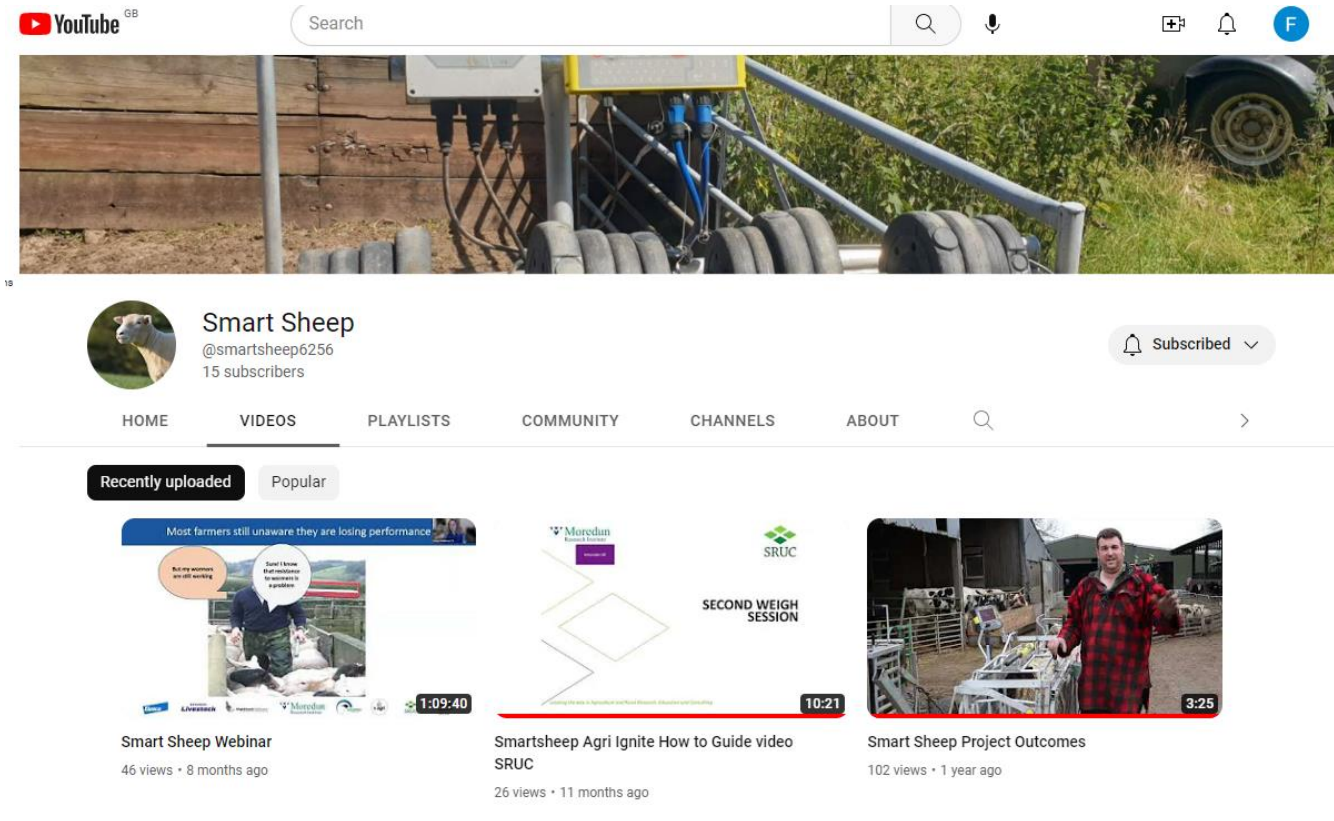 YouTube GB
Search
F
Smart Sheep
@smartsheep6256
15 subscribers
Subscribed
HOME VIDEOS PLAYLISTS COMMUNITY CHANNELS ABOUT
Recently uploaded Popular
Most farmers still unaware they are losing performance
But my wormers
are still working
Sure! I know
that resistance
to wormers is
a problem
Livestock
Moredun
1:09:40
Moredun
Research Institute
SRUC
SECOND WEIGH
SESSION
10:21
3:25
Smart Sheep Webinar
46 views • 8 months ago
Smartsheep Agri Ignite How to Guide video
SRUC
26 views • 11 months ago
Smart Sheep Project Outcomes
102 views • 1 year ago